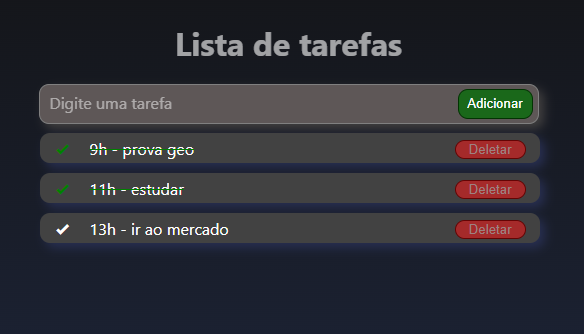 Lista de tarefas
Digite uma tarefa Adicionar
9h - prova geo Deletar
11h - estudar Deletar
13h - ir ao mercado Deletar